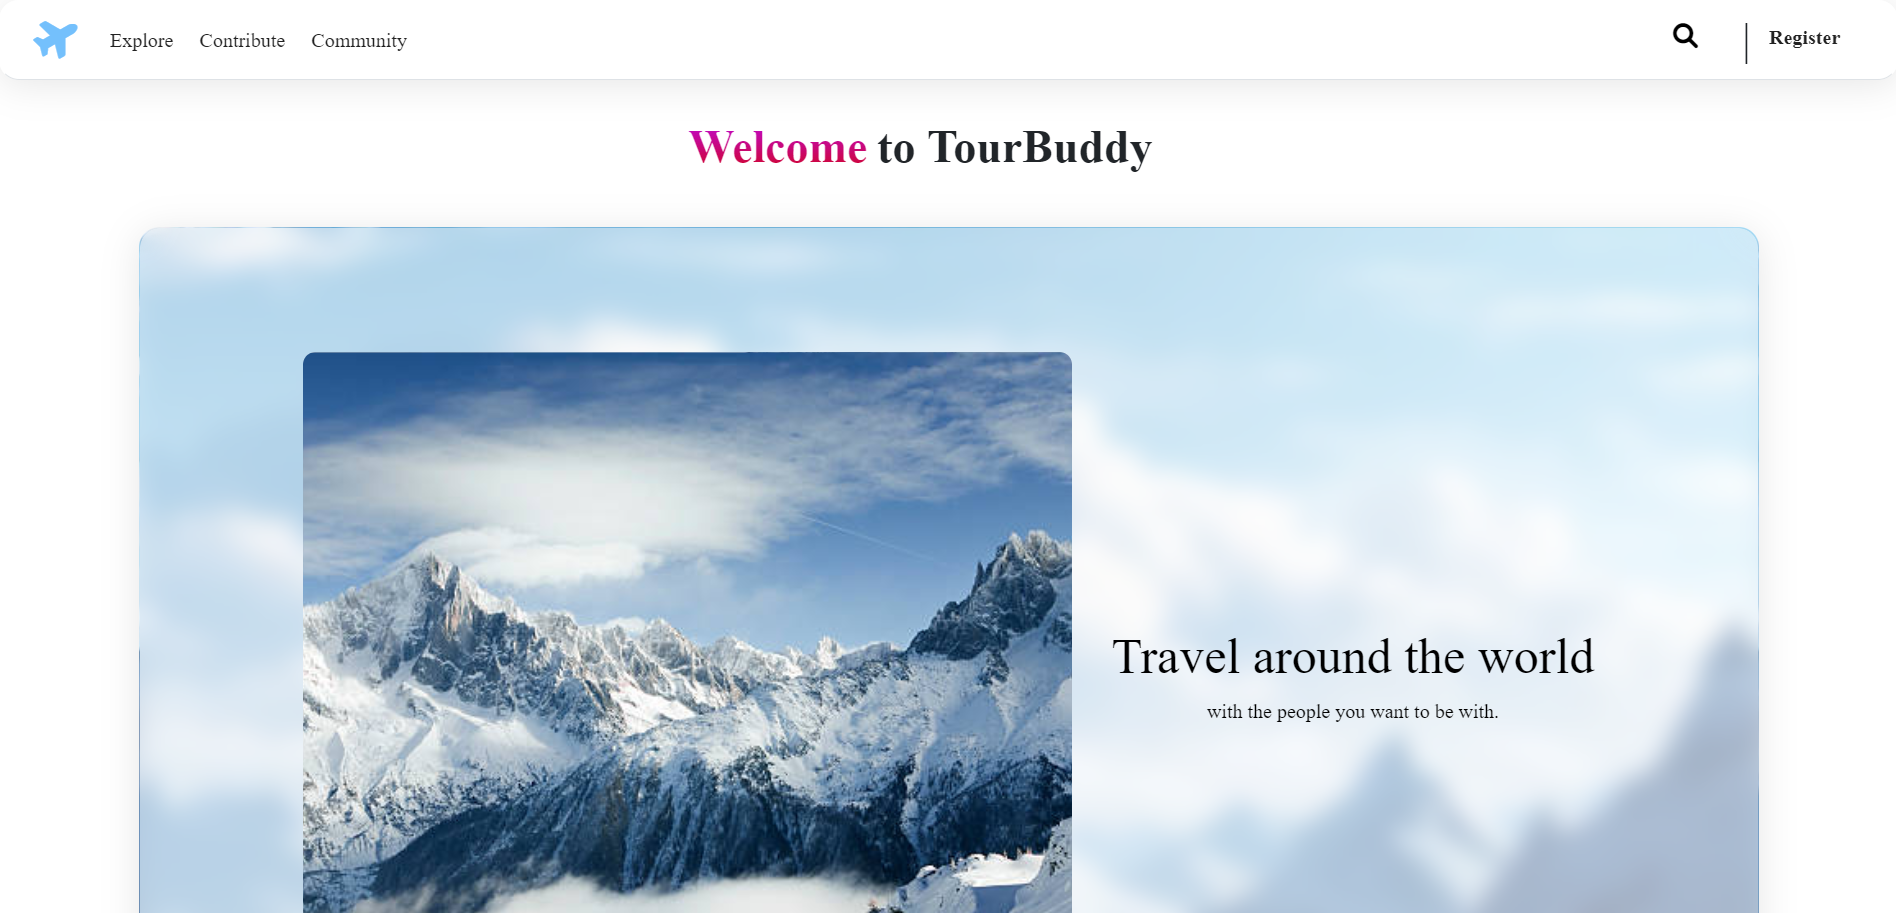 Explore Contribute Community Register
Welcome to TourBuddy
Travel around the world
with the people you want to be with.